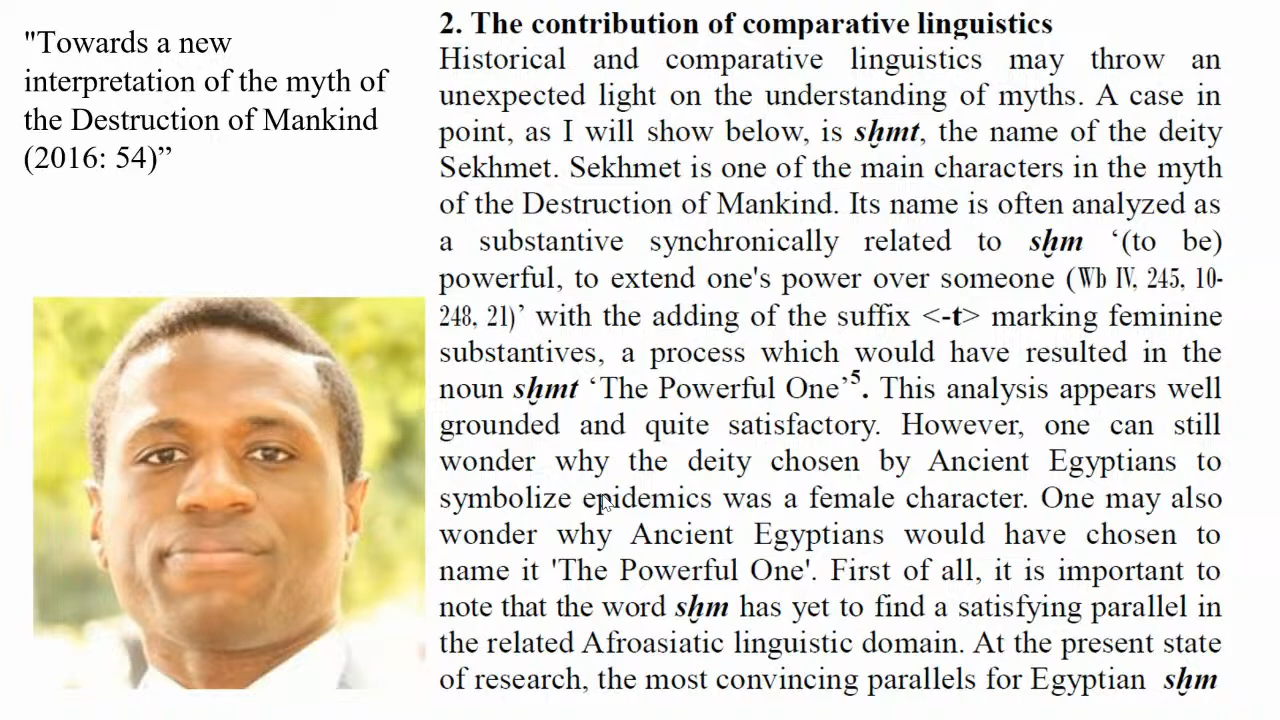 "Towards a new
interpretation of the myth of
the Destruction of Mankind
(2016: 54)”
2. The contribution of comparative linguistics
Historical and comparative linguistics may throw an
unexpected light on the understanding of myths. A case in
point, as I will show below, is sḫmt, the name of the deity
Sekhmet. Sekhmet is one of the main characters in the myth
of the Destruction of Mankind. Its name is often analyzed as
a substantive synchronically related to sḫm ‘(to be)
powerful, to extend one's power over someone (Wb IV, 245, 10-
248, 21)’ with the adding of the suffix <-t> marking feminine
substantives, a process which would have resulted in the
noun sḫmt ‘The Powerful One’⁵. This analysis appears well
grounded and quite satisfactory. However, one can still
wonder why the deity chosen by Ancient Egyptians to
symbolize epidemics was a female character. One may also
wonder why Ancient Egyptians would have chosen to
name it 'The Powerful One'. First of all, it is important to
note that the word sḫm has yet to find a satisfying parallel in
the related Afroasiatic linguistic domain. At the present state
of research, the most convincing parallels for Egyptian sḫm